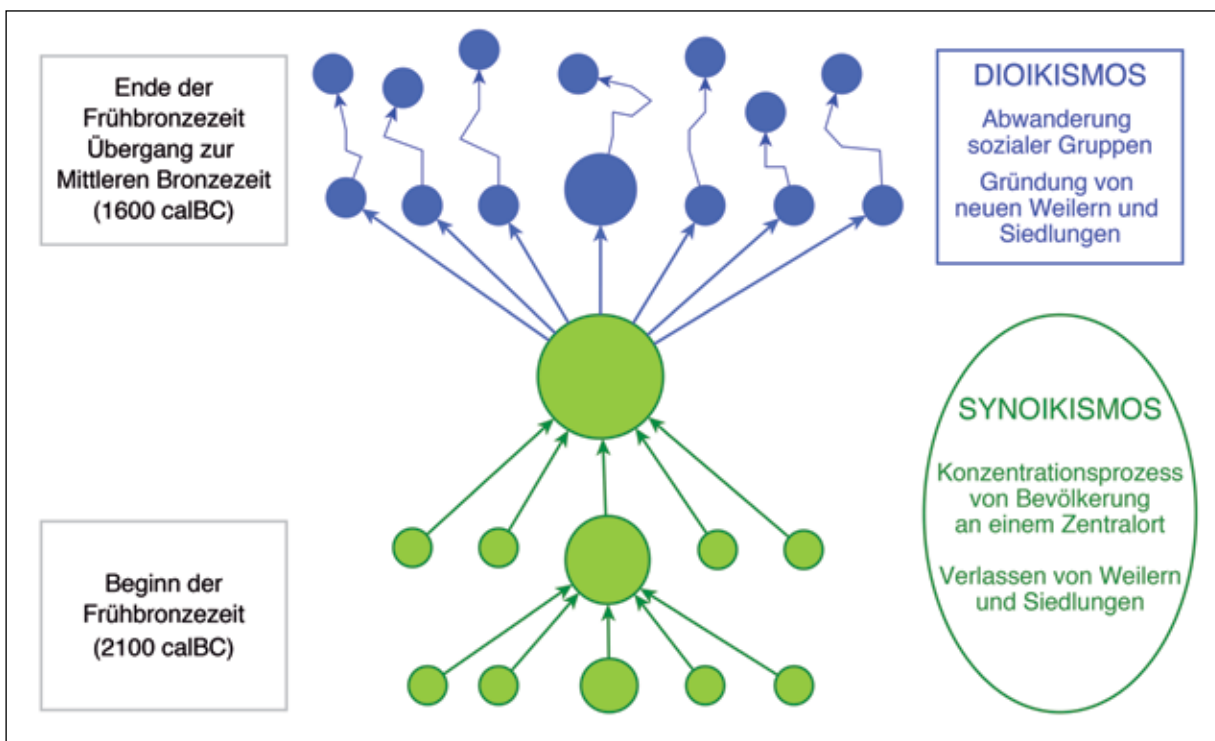 Ende der
Frühbronzezeit
Übergang zur
Mittleren Bronzezeit
(1600 calBC)
DIOIKISMOS
Abwanderung
sozialer Gruppen
Gründung von
neuen Weilern und
Siedlungen
SYNOIKISMOS
Konzentrationsprozess
von Bevölkerung
an einem Zentralort
Verlassen von Weilern
und Siedlungen
Beginn der
Frühbronzezeit
(2100 calBC)